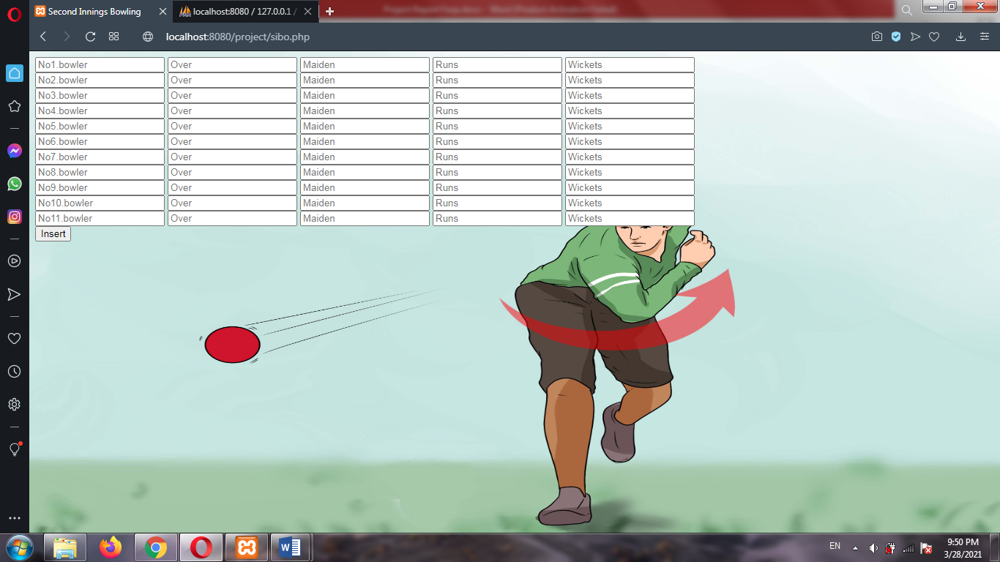 Second Innings Bowling
localhost:8080 / 127.0.0.1 /
localhost:8080/project/sibo.php
No1.bowler Over Maiden Runs Wickets
No2.bowler Over Maiden Runs Wickets
No3.bowler Over Maiden Runs Wickets
No4.bowler Over Maiden Runs Wickets
No5.bowler Over Maiden Runs Wickets
No6.bowler Over Maiden Runs Wickets
No7.bowler Over Maiden Runs Wickets
No8.bowler Over Maiden Runs Wickets
No9.bowler Over Maiden Runs Wickets
No10.bowler Over Maiden Runs Wickets
No11.bowler Over Maiden Runs Wickets
Insert
EN
9:50 PM
3/28/2021